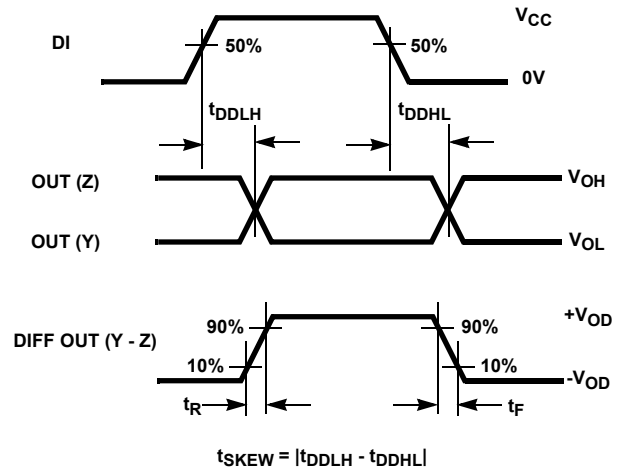 DI
50%
50%
VCC
0V
tDDLH
tDDHL
OUT (Z)
VOH
OUT (Y)
VOL
DIFF OUT (Y - Z)
90%
90%
+VOD
10%
10%
-VOD
tR
tF
tSKEW = |tDDLH - tDDHL|